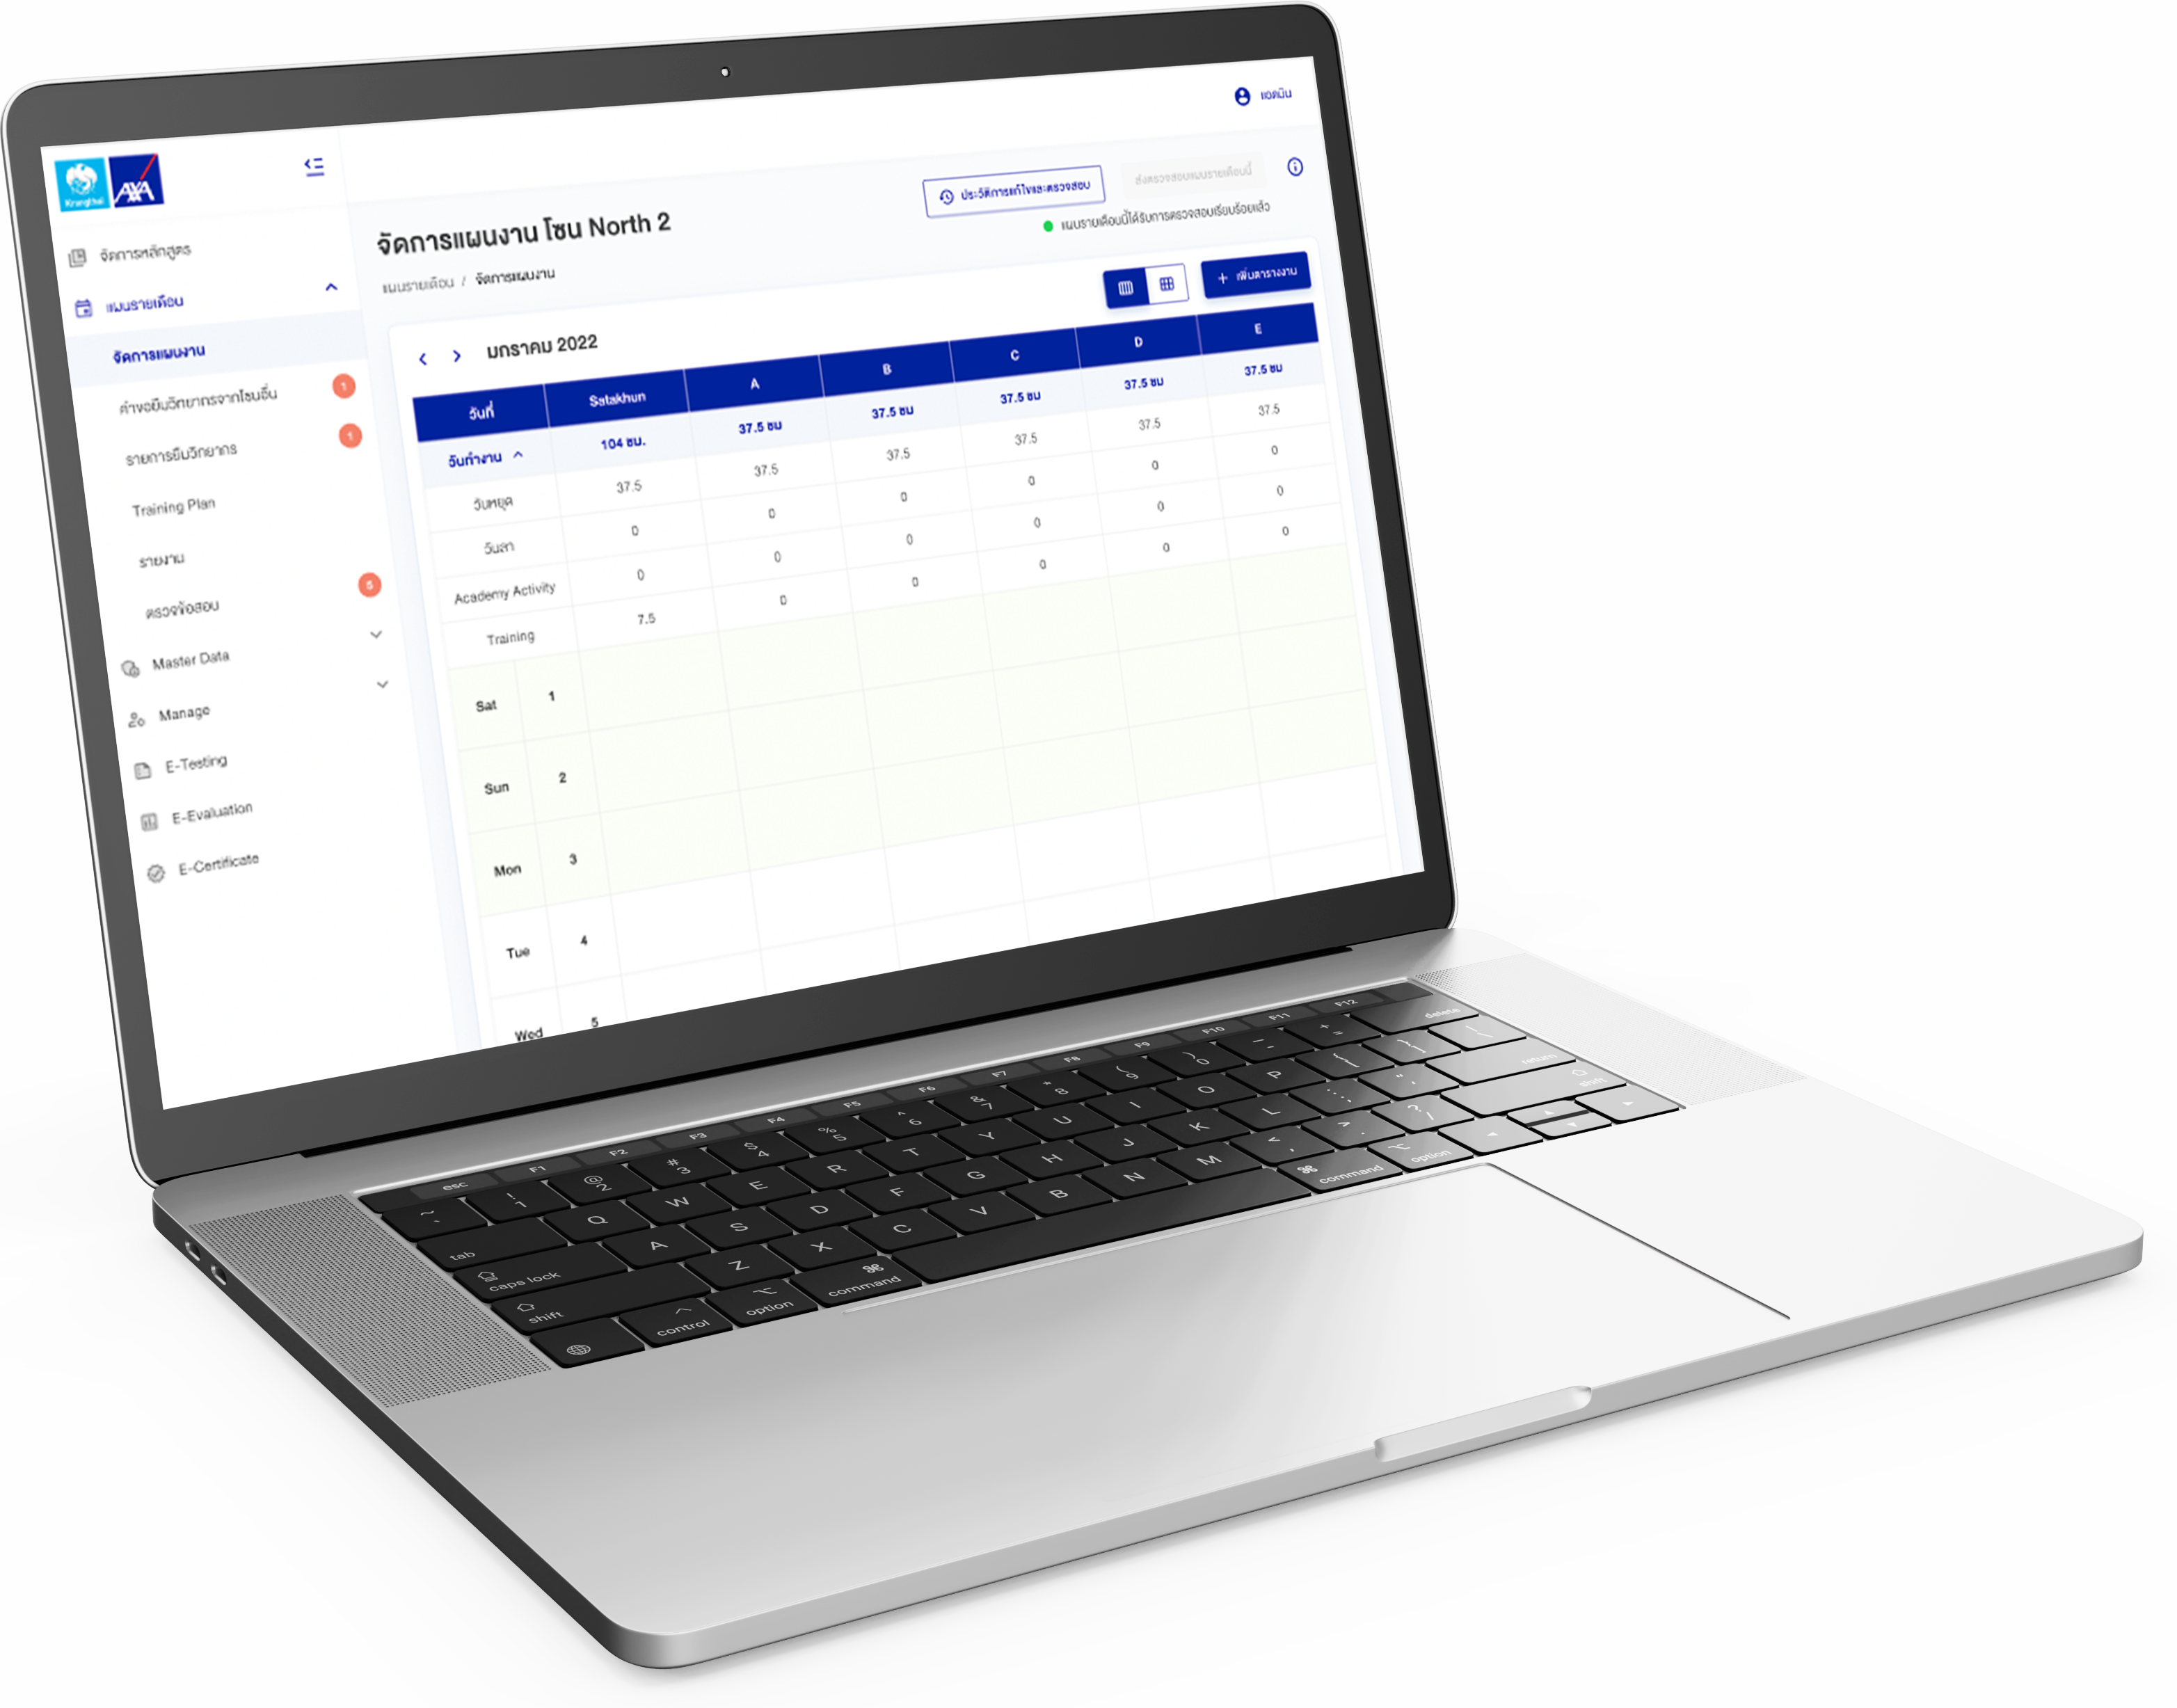 Krungthai
AXA
แอดมิน
จัดการหลักสูตร
แผนรายเดือน
จัดการแผนงาน
คำขอยืมวิทยากรจากโซนอื่น 1
รายการยืมวิทยากร 1
Training Plan
รายงาน
ตรวจข้อสอบ 5
Master Data
Manage
E-Testing
E-Evaluation
E-Certificate
จัดการแผนงาน โซน North 2
แผนรายเดือน / จัดการแผนงาน
ประวัติการแก้ไขและตรวจสอบ
ส่งตรวจสอบแผนรายเดือนนี้
แผนรายเดือนนี้ได้รับการตรวจสอบเรียบร้อยแล้ว
+ เพิ่มตารางงาน
มกราคม 2022
วันที่ Satakhun A B C D E
วันทำงาน 104 ชม. 37.5 ชม 37.5 ชม 37.5 ชม 37.5 ชม 37.5 ชม
วันหยุด 37.5 37.5 37.5 37.5 37.5 37.5
วันลา 0 0 0 0 0 0
Academy Activity 0 0 0 0 0 0
Training 7.5 0 0 0 0 0
Sat 1
Sun 2
Mon 3
Tue 4
Wed 5
esc F1 F2 F3 F4 F5 F6 F7 F8 F9 F10 F11 F12
~ ! 1 @ 2 # 3 $ 4 % 5 ^ 6 & 7 * 8 ( 9 ) 0 _ - + = delete
tab Q W E R T Y U I O P { [ } ] | \
caps lock A S D F G H J K L : ; " ' return
shift Z X C V B N M < , > . ? / shift
control option ⌘ command ⌘ command option